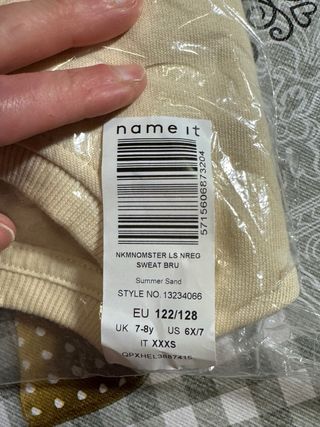 name it
5715606873204
NKMNOMSTER LS NREG
SWEAT BRU
Summer Sand
STYLE NO. 13234066
EU 122/128
UK 7-8y US 6X/7
IT XXXS
QPXHEL3887415